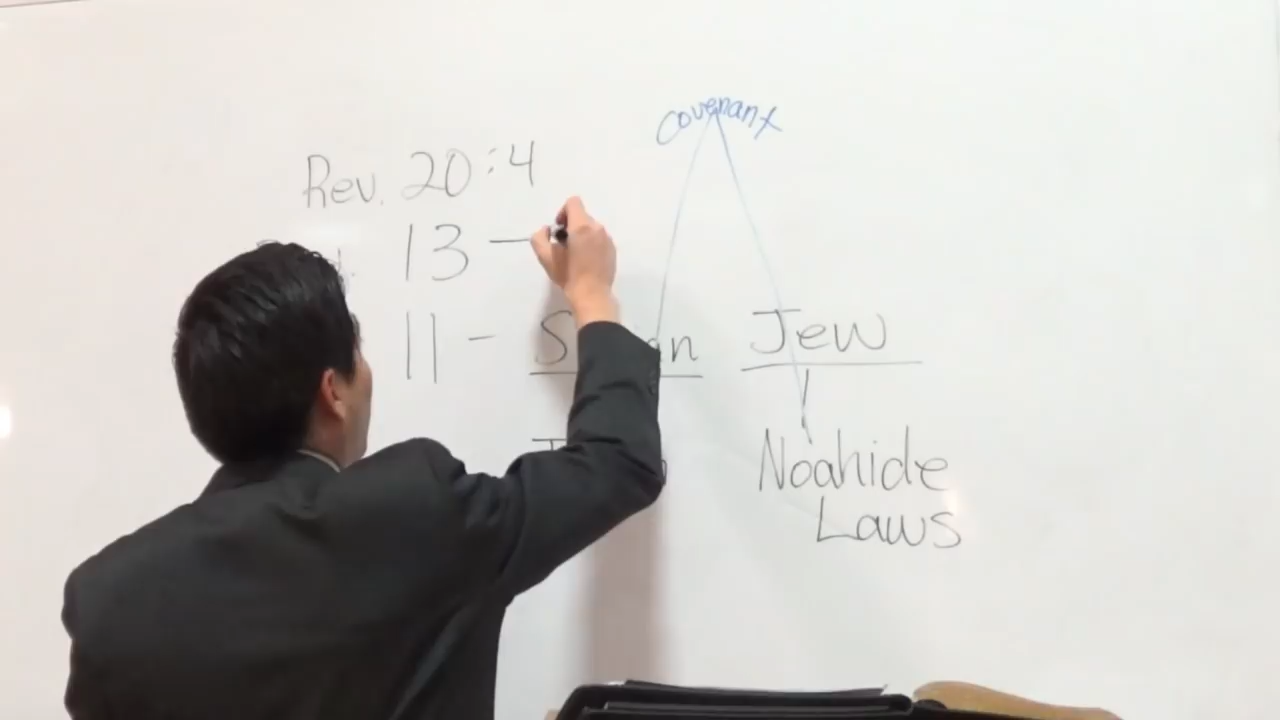 covenant
Rev. 20:4
13 —
11 –
Jew
Noahide
Laws